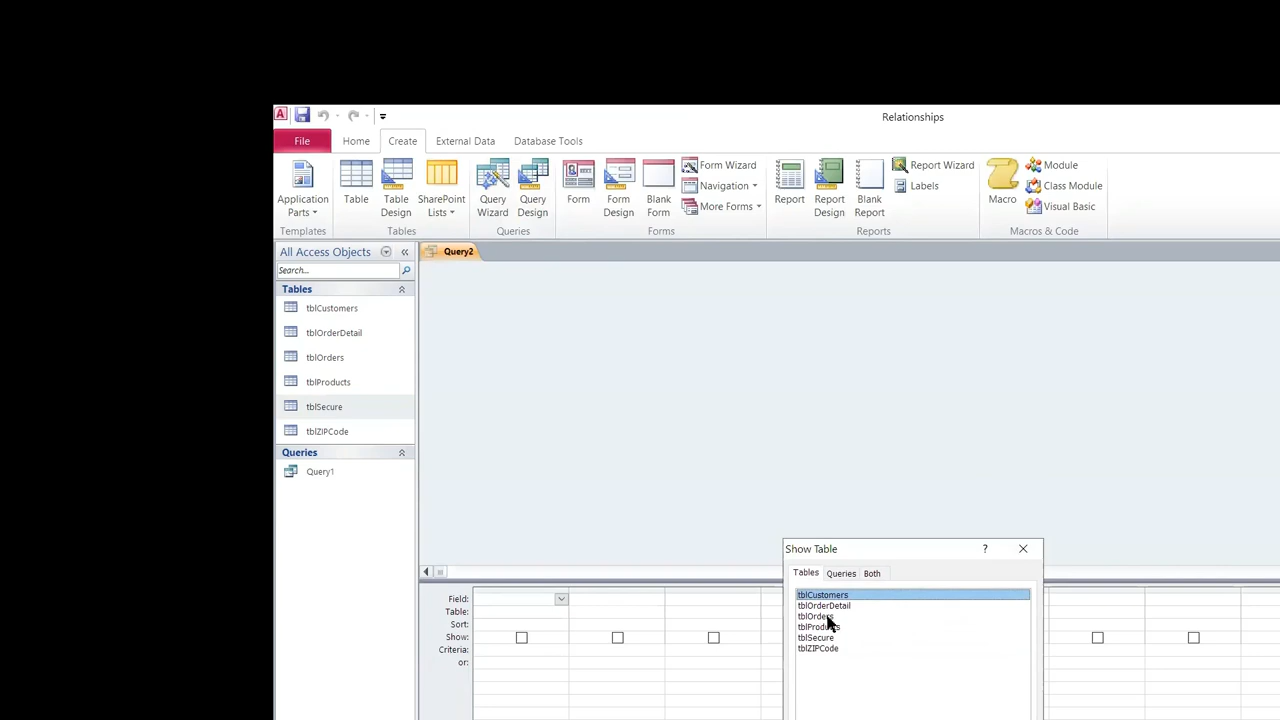 A
Relationships
File Home Create External Data Database Tools
Application Parts Table Table Design SharePoint Lists Query Wizard Query Design Form Form Design Blank Form Form Wizard Navigation More Forms Report Report Design Blank Report Report Wizard Labels Macro Module Class Module Visual Basic
Templates Tables Queries Forms Reports Macros & Code
All Access Objects
Query2
Search...
Tables
tblCustomers
tblOrderDetail
tblOrders
tblProducts
tblSecure
tblZIPCode
Queries
Query1
Show Table ?
Tables Queries Both
tblCustomers
tblOrderDetail
tblOrders
tblProducts
tblSecure
tblZIPCode
Field:
Table:
Sort:
Show:
Criteria:
or: